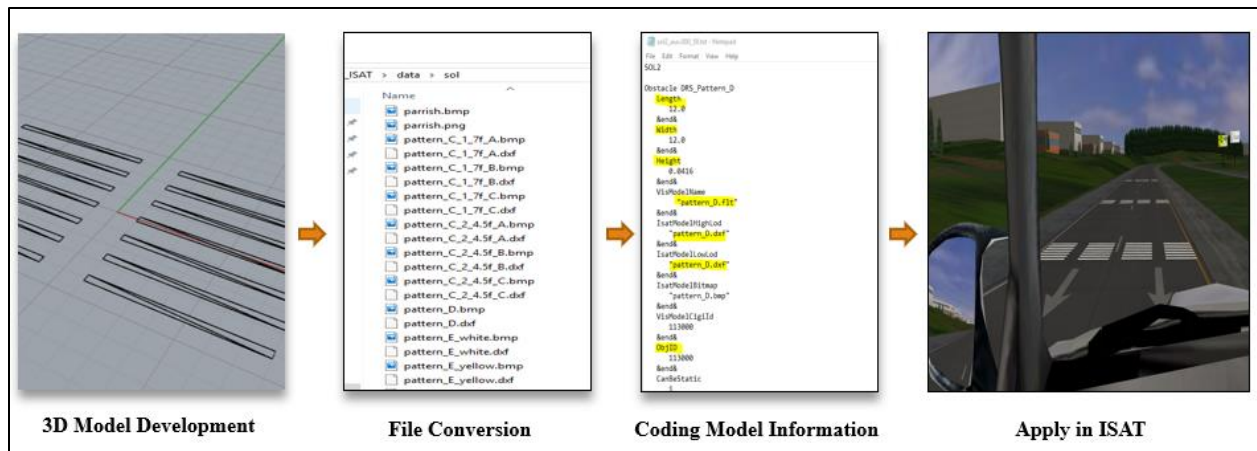 _ISAT > data > sol
Name
parrish.bmp
parrish.png
pattern_C_1_7f_A.bmp
pattern_C_1_7f_A.dxf
pattern_C_1_7f_B.bmp
pattern_C_1_7f_B.dxf
pattern_C_1_7f_C.bmp
pattern_C_1_7f_C.dxf
pattern_C_2_4.5f_A.bmp
pattern_C_2_4.5f_A.dxf
pattern_C_2_4.5f_B.bmp
pattern_C_2_4.5f_B.dxf
pattern_C_2_4.5f_C.bmp
pattern_C_2_4.5f_C.dxf
pattern_D.bmp
pattern_D.dxf
pattern_E_white.bmp
pattern_E_white.dxf
pattern_E_yellow.bmp
pattern_E_yellow.dxf
File Edit Format View Help
SOL2
Obstacle DRS_Pattern_D
Length
12.0
&end&
Width
12.0
&end&
Height
0.0416
&end&
VisModelName
"pattern_D.flt"
&end&
IsatModelHighLod
"pattern_D.dxf"
&end&
IsatModelLowLod
"pattern_D.dxf"
&end&
IsatModelBitmap
"pattern_D.bmp"
&end&
VisModelCigiId
113000
&end&
ObjID
113000
&end&
CanBeStatic
1
3D Model Development
File Conversion
Coding Model Information
Apply in ISAT